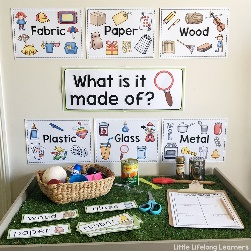 Fabric
Paper
Wood
What is it
made of?
Plastic
Glass
Metal
wood
paper
Little Lifelong Learners